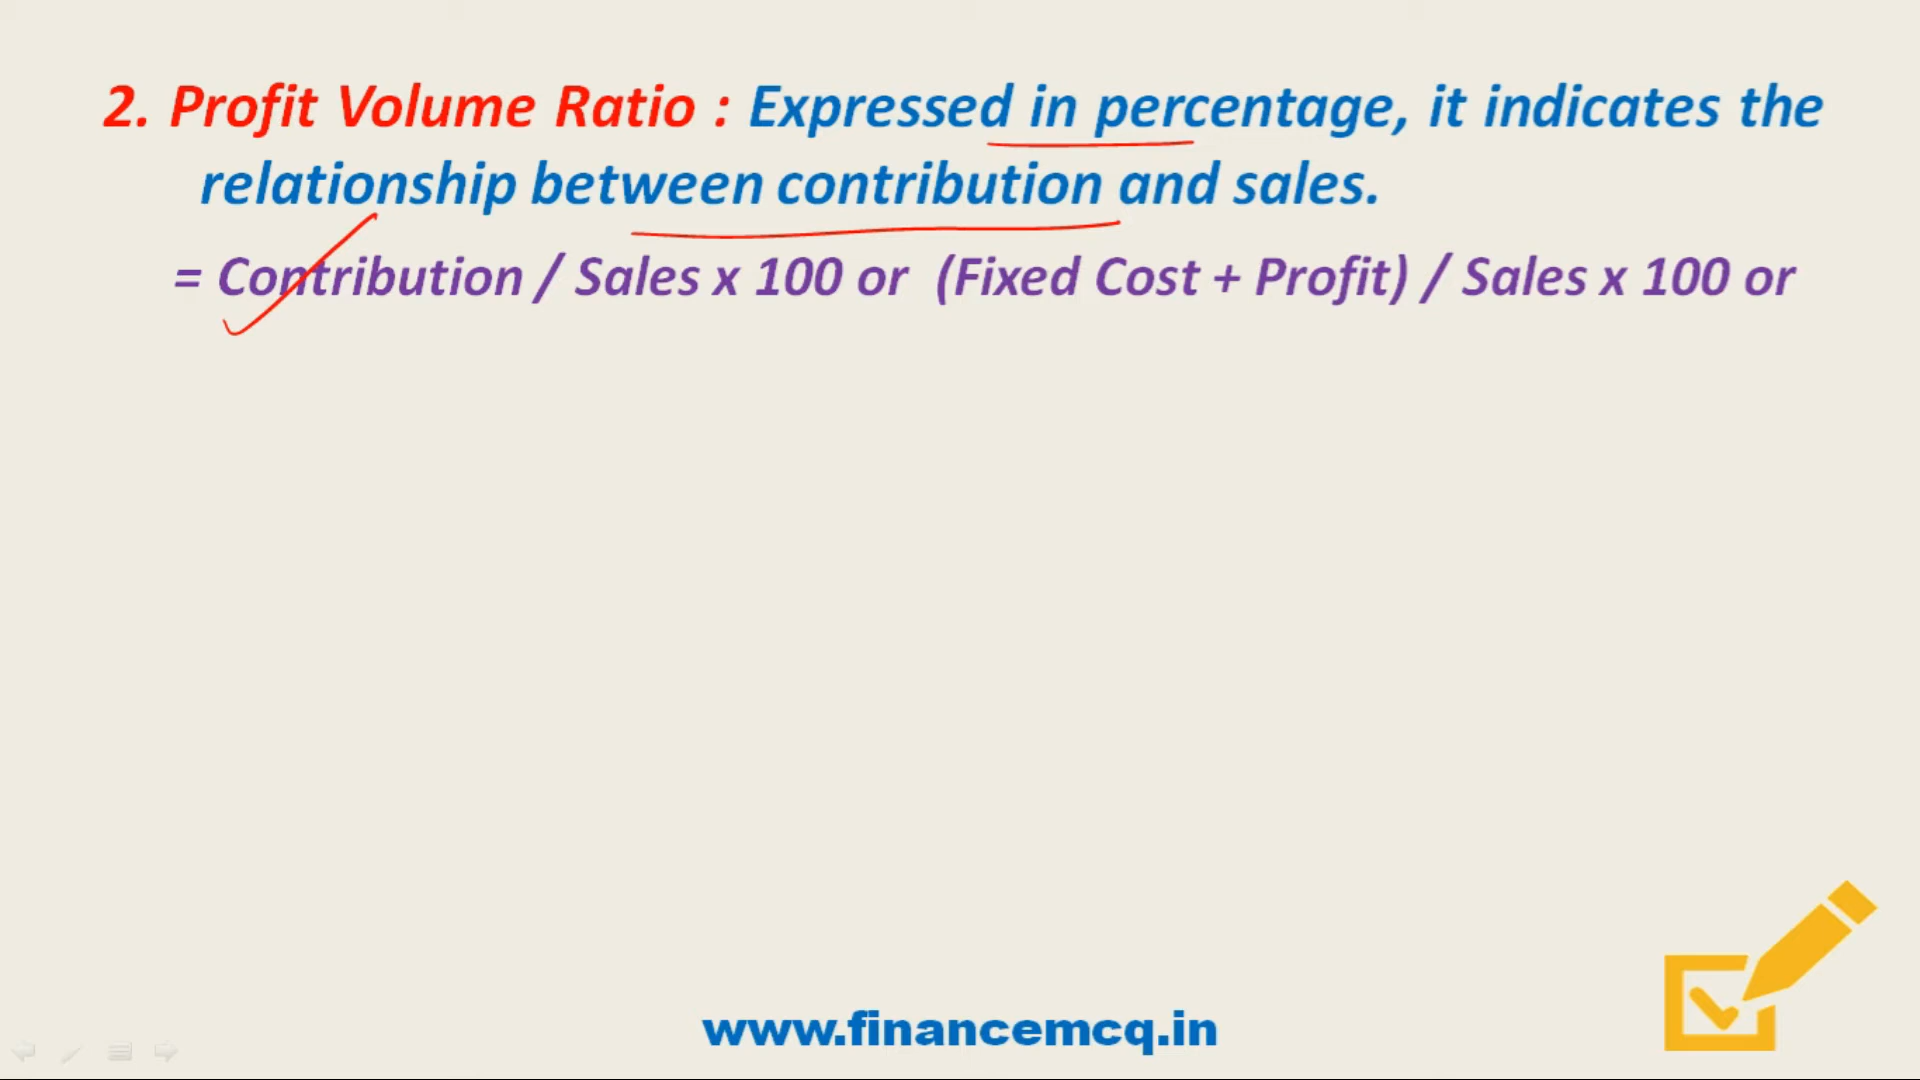 2. Profit Volume Ratio : Expressed in percentage, it indicates the
relationship between contribution and sales.
= Contribution / Sales x 100 or (Fixed Cost + Profit) / Sales x 100 or
www.financemcq.in